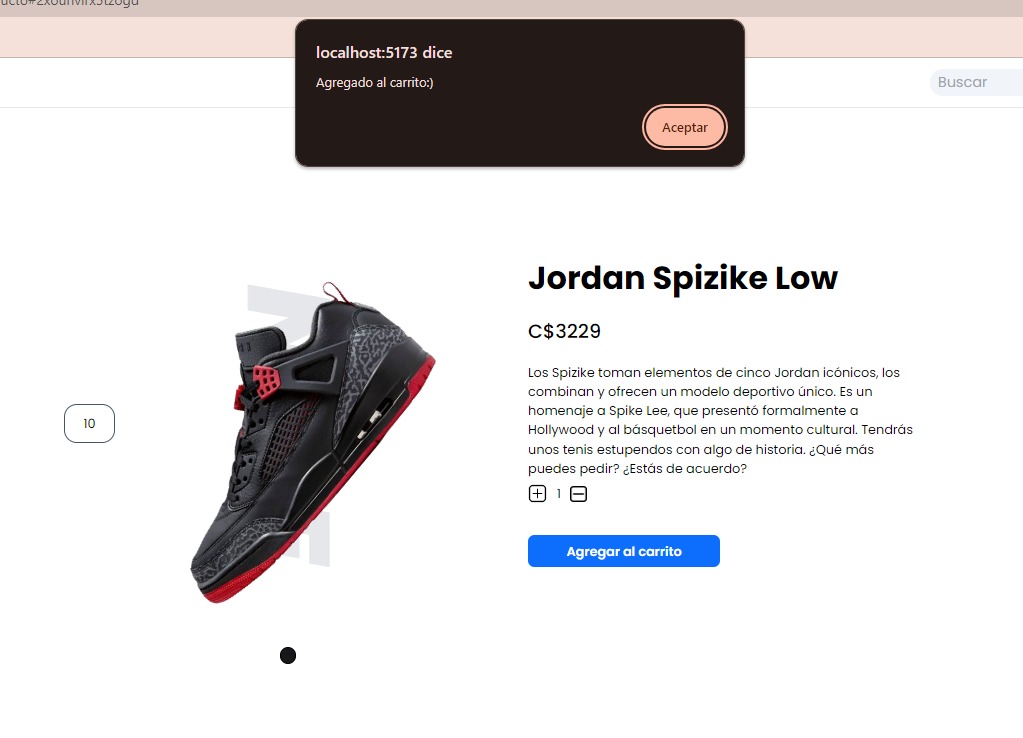 localhost:5173 dice
Agregado al carrito:)
Aceptar
Buscar
Jordan Spizike Low
C$3229
Los Spizike toman elementos de cinco Jordan icónicos, los
combinan y ofrecen un modelo deportivo único. Es un
homenaje a Spike Lee, que presentó formalmente a
Hollywood y al básquetbol en un momento cultural. Tendrás
unos tenis estupendos con algo de historia. ¿Qué más
puedes pedir? ¿Estás de acuerdo?
10
1
Agregar al carrito